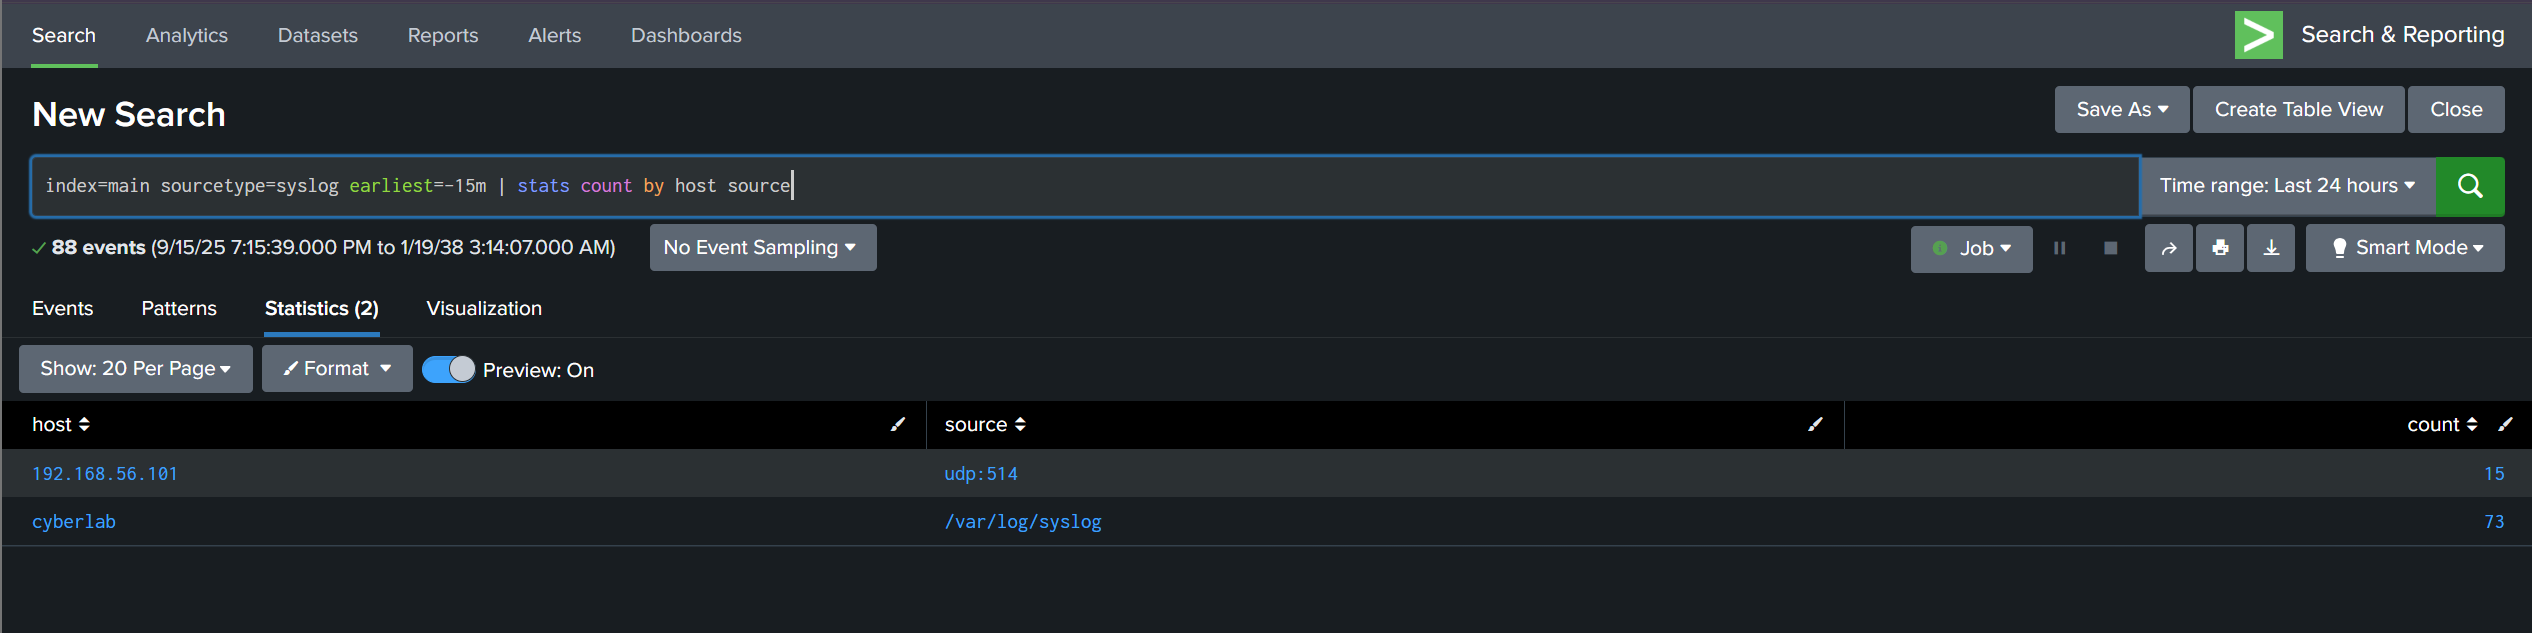 Search Analytics Datasets Reports Alerts Dashboards Search & Reporting
New Search Save As Create Table View Close
index=main sourcetype=syslog earliest=-15m | stats count by host source Time range: Last 24 hours
88 events (9/15/25 7:15:39.000 PM to 1/19/38 3:14:07.000 AM) No Event Sampling Job Smart Mode
Events Patterns Statistics (2) Visualization
Show: 20 Per Page Format Preview: On
host source count
192.168.56.101 udp:514 15
cyberlab /var/log/syslog 73